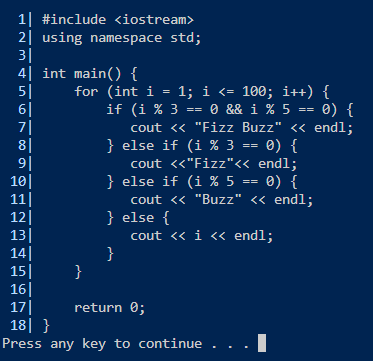 1| #include <iostream>
 2| using namespace std;
 3|
 4| int main() {
 5|     for (int i = 1; i <= 100; i++) {
 6|         if (i % 3 == 0 && i % 5 == 0) {
 7|            cout << "Fizz Buzz" << endl;
 8|         } else if (i % 3 == 0) {
 9|            cout <<"Fizz"<< endl;
10|         } else if (i % 5 == 0) {
11|            cout << "Buzz" << endl;
12|         } else {
13|            cout << i << endl;
14|         }
15|     }
16|
17|     return 0;
18| }
Press any key to continue . . .